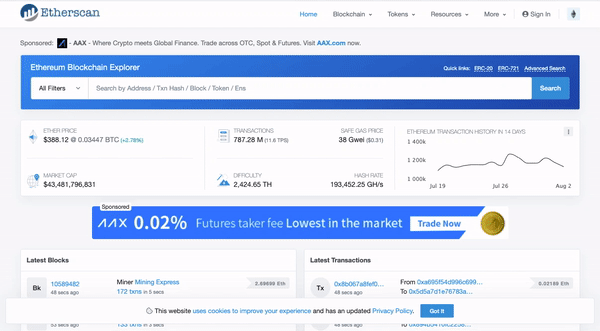 Etherscan
Home Blockchain Tokens Resources More Sign In
Sponsored: - AAX - Where Crypto meets Global Finance. Trade across OTC, Spot & Futures. Visit AAX.com now.
Ethereum Blockchain Explorer
Quick links: ERC-20 ERC-721 Advanced Search
All Filters Search by Address / Txn Hash / Block / Token / Ens Search
ETHER PRICE
$388.12 @ 0.03447 BTC (+2.78%)
TRANSACTIONS
787.28 M (11.6 TPS)
SAFE GAS PRICE
38 Gwei ($0.31)
ETHEREUM TRANSACTION HISTORY IN 14 DAYS
1 400k
1 200k
1 000k
Jul 19 Jul 26 Aug 2
MARKET CAP
$43,481,796,831
DIFFICULTY
2,424.65 TH
HASH RATE
193,452.25 GH/s
Sponsored
AAX 0.02% Futures taker fee Lowest in the market Trade Now
Latest Blocks
Latest Transactions
Bk 10589482
48 secs ago
Miner Mining Express
172 txns in 5 secs
2.69698 Eth
Tx 0x8b067a8fef0...
48 secs ago
From 0xa695f54d996c699...
To 0x5d5a7d1e76783a...
0.02189 Eth
This website uses cookies to improve your experience and has an updated Privacy Policy. Got it
53 secs ago